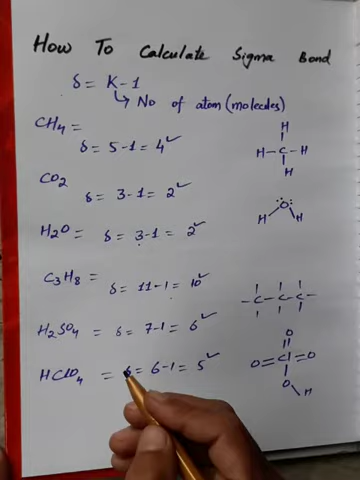 How To Calculate Sigma Bond
δ = K-1
↳ No of atom (molecules)
CH4 =
δ = 5-1 = 4✓
H
H-C-H
H
CO2
δ = 3-1 = 2✓
H2O =
δ = 3-1 = 2✓
O
H H
C3H8 =
δ = 11-1 = 10✓
-C-C-C-
H2SO4 = δ = 7-1 = 6✓
HClO4 = δ = 6-1 = 5✓
O
O=Cl=O
O
H